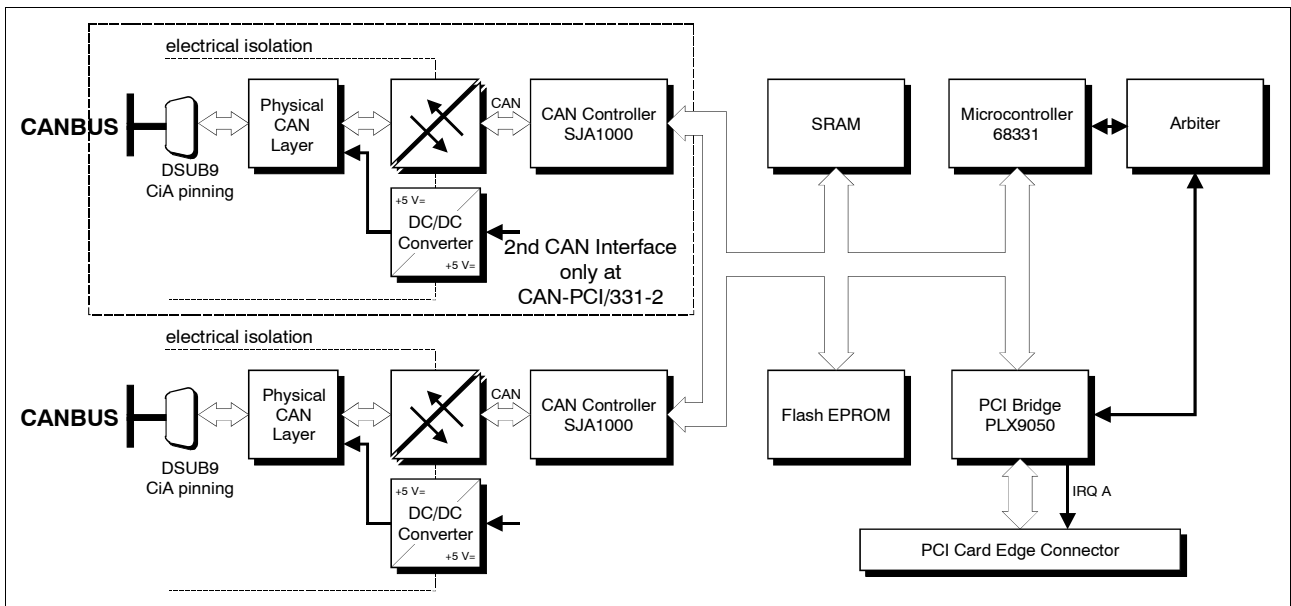 electrical isolation
CANBUS
DSUB9
CiA pinning
Physical
CAN
Layer
CAN
CAN Controller
SJA1000
+5 V=
DC/DC
Converter
+5 V=
2nd CAN Interface
only at
CAN-PCI/331-2
SRAM
Microcontroller
68331
Arbiter
electrical isolation
CANBUS
DSUB9
CiA pinning
Physical
CAN
Layer
CAN
CAN Controller
SJA1000
+5 V=
DC/DC
Converter
+5 V=
Flash EPROM
PCI Bridge
PLX9050
IRQ A
PCI Card Edge Connector